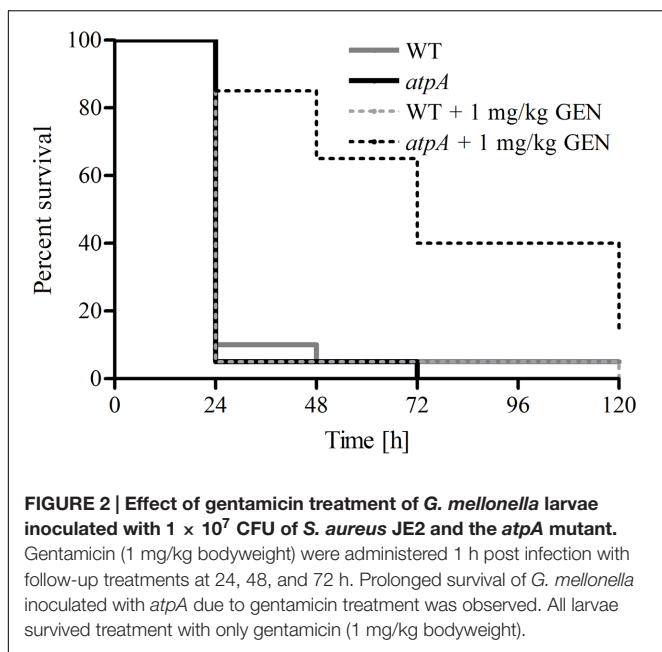 WT
atpA
WT + 1 mg/kg GEN
atpA + 1 mg/kg GEN
100
80
60
40
20
0
Percent survival
0 24 48 72 96 120
Time [h]
FIGURE 2 | Effect of gentamicin treatment of G. mellonella larvae
inoculated with 1 × 10⁷ CFU of S. aureus JE2 and the atpA mutant.
Gentamicin (1 mg/kg bodyweight) were administered 1 h post infection with
follow-up treatments at 24, 48, and 72 h. Prolonged survival of G. mellonella
inoculated with atpA due to gentamicin treatment was observed. All larvae
survived treatment with only gentamicin (1 mg/kg bodyweight).